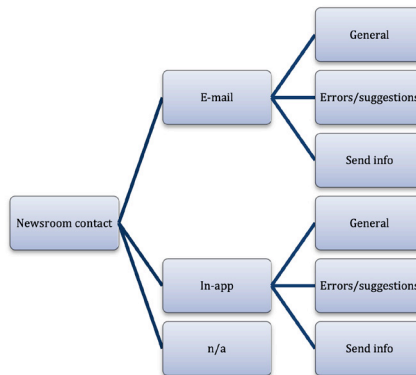 General
E-mail
Errors/suggestions
Send info
Newsroom contact
General
In-app
Errors/suggestions
n/a
Send info